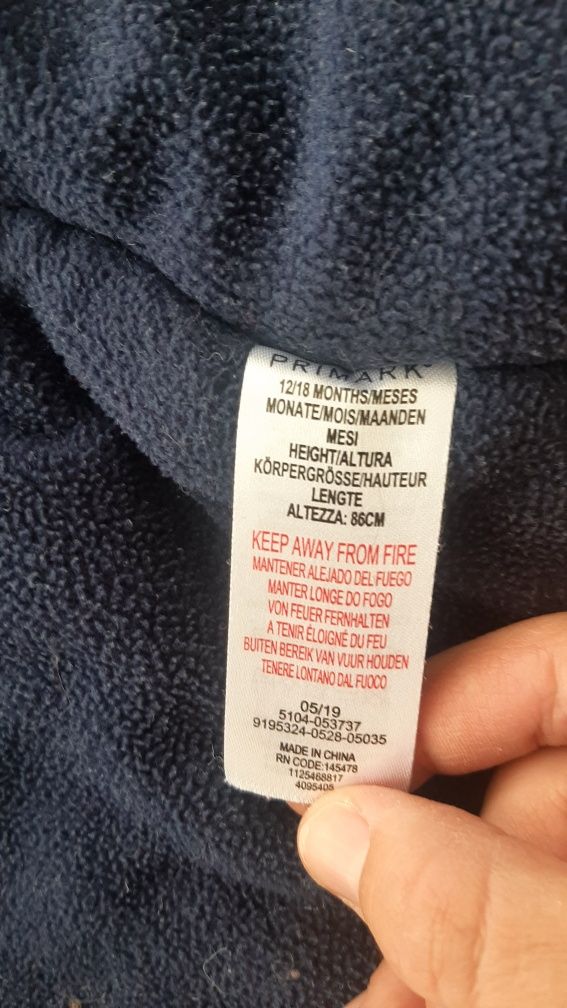 PRIMARK
12/18 MONTHS/MESES
MONATE/MOIS/MAANDEN
MESI
HEIGHT/ALTURA
KÖRPERGRÖSSE/HAUTEUR
LENGTE
ALTEZZA: 86CM
KEEP AWAY FROM FIRE
MANTENER ALEJADO DEL FUEGO
MANTER LONGE DO FOGO
VON FEUER FERNHALTEN
A TENIR ÉLOIGNÉ DU FEU
BUITEN BEREIK VAN VUUR HOUDEN
TENERE LONTANO DAL FUOCO
05/19
5104-053737
9195324-0528-05035
MADE IN CHINA
RN CODE:145478
1125468817
4095405